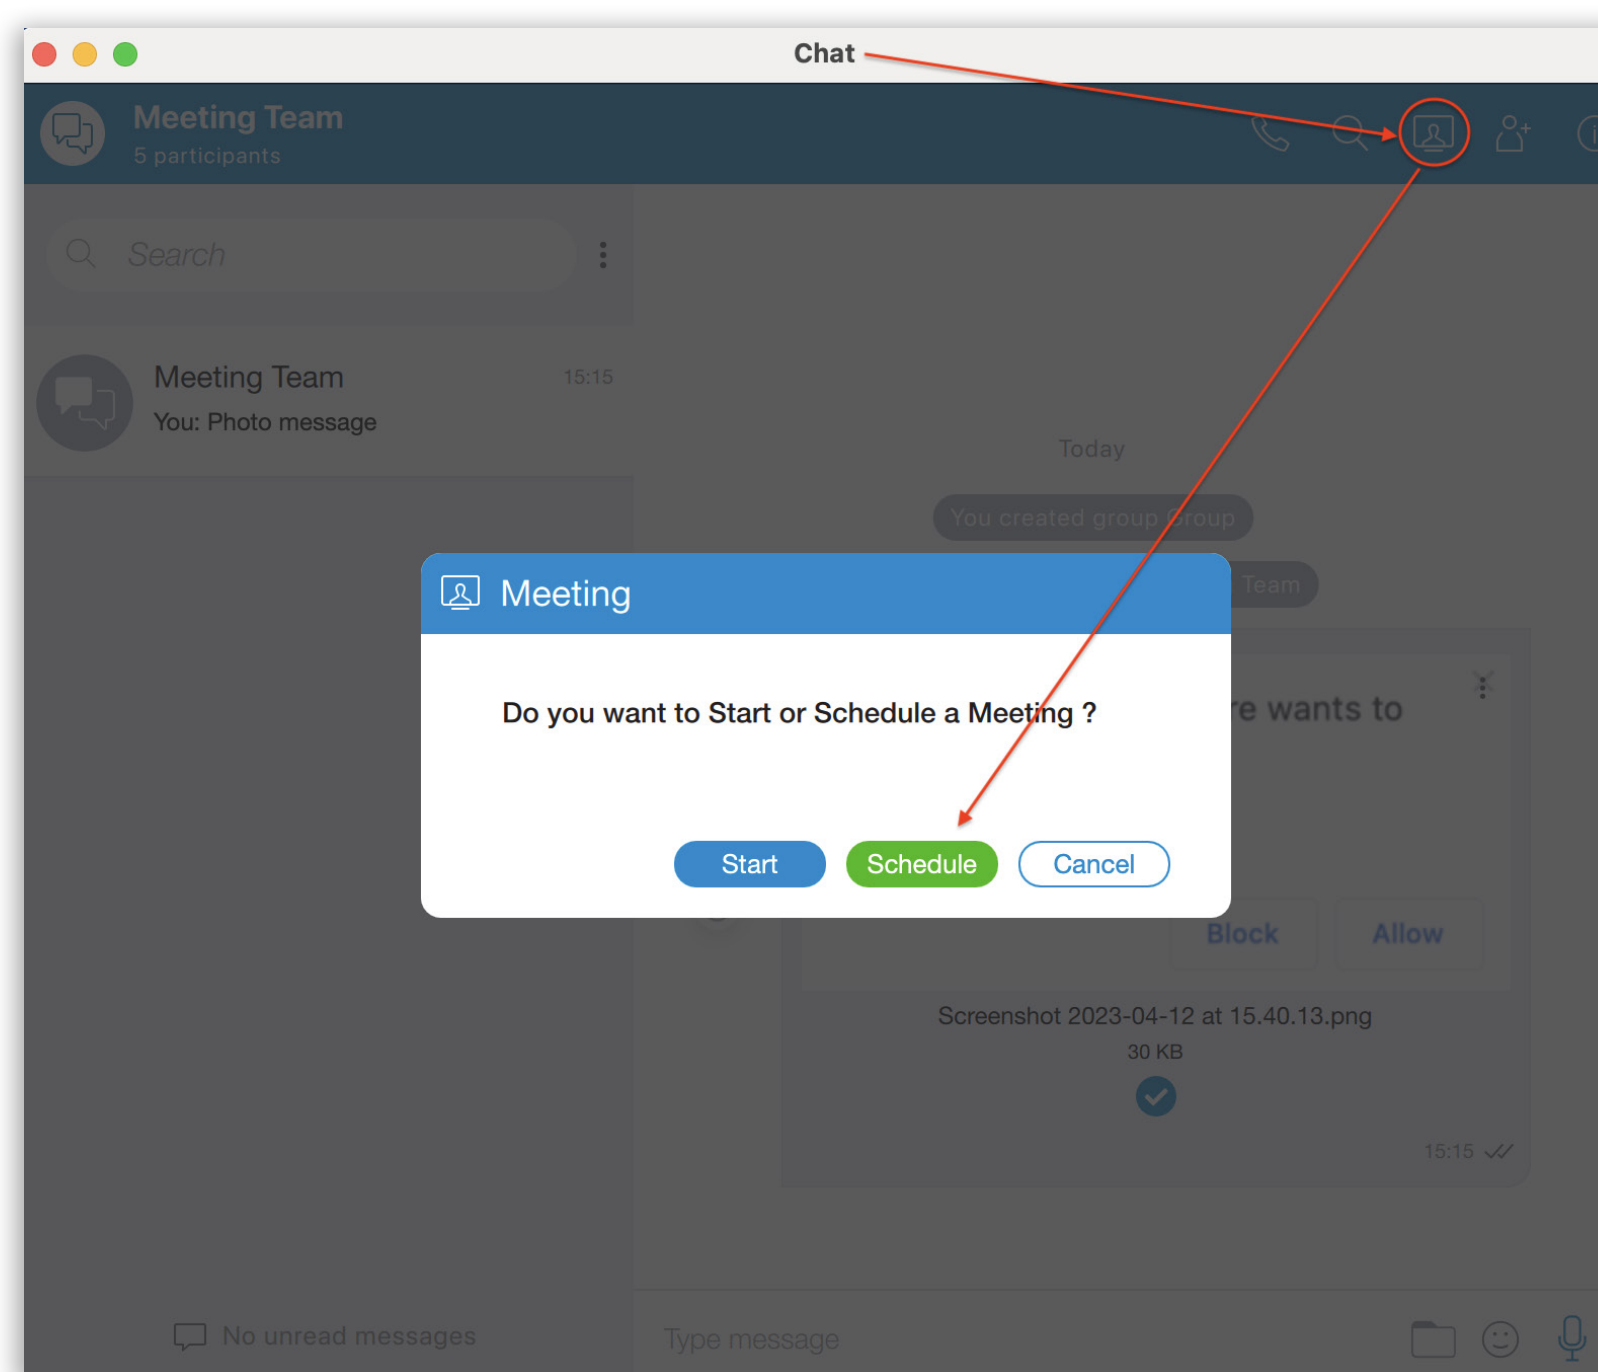 Chat
Meeting Team
5 participants
Search
Meeting Team
15:15
You: Photo message
Today
You created group Group
Team
Meeting
re wants to
Do you want to Start or Schedule a Meeting ?
Start
Schedule
Cancel
Block
Allow
Screenshot 2023-04-12 at 15.40.13.png
30 KB
15:15
No unread messages
Type message